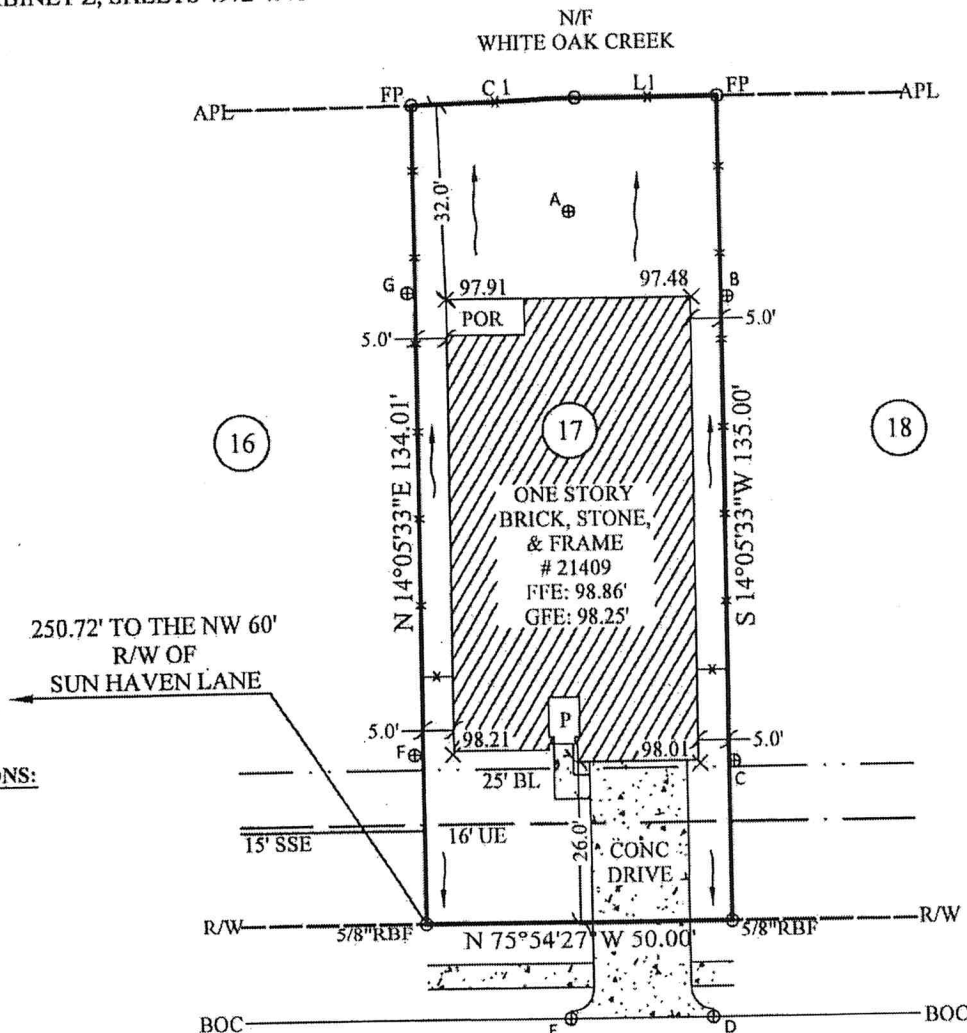 N/F
WHITE OAK CREEK
FP
C 1
L1
FP
APL
APL
32.0'
A
G
97.91
97.48
B
POR
5.0'
5.0'
16
17
18
N 14°05'33"E 134.01'
S 14°05'33"W 135.00'
ONE STORY
BRICK, STONE,
& FRAME
# 21409
FFE: 98.86'
GFE: 98.25'
250.72' TO THE NW 60'
R/W OF
SUN HAVEN LANE
P
5.0'
98.21
98.01
5.0'
F
C
25' BL
15' SSE
16' UE
26.0'
CONC
DRIVE
R/W
R/W
5/8"RBF
N 75°54'27" W 50.00'
5/8"RBF
BOC
E
D
BOC